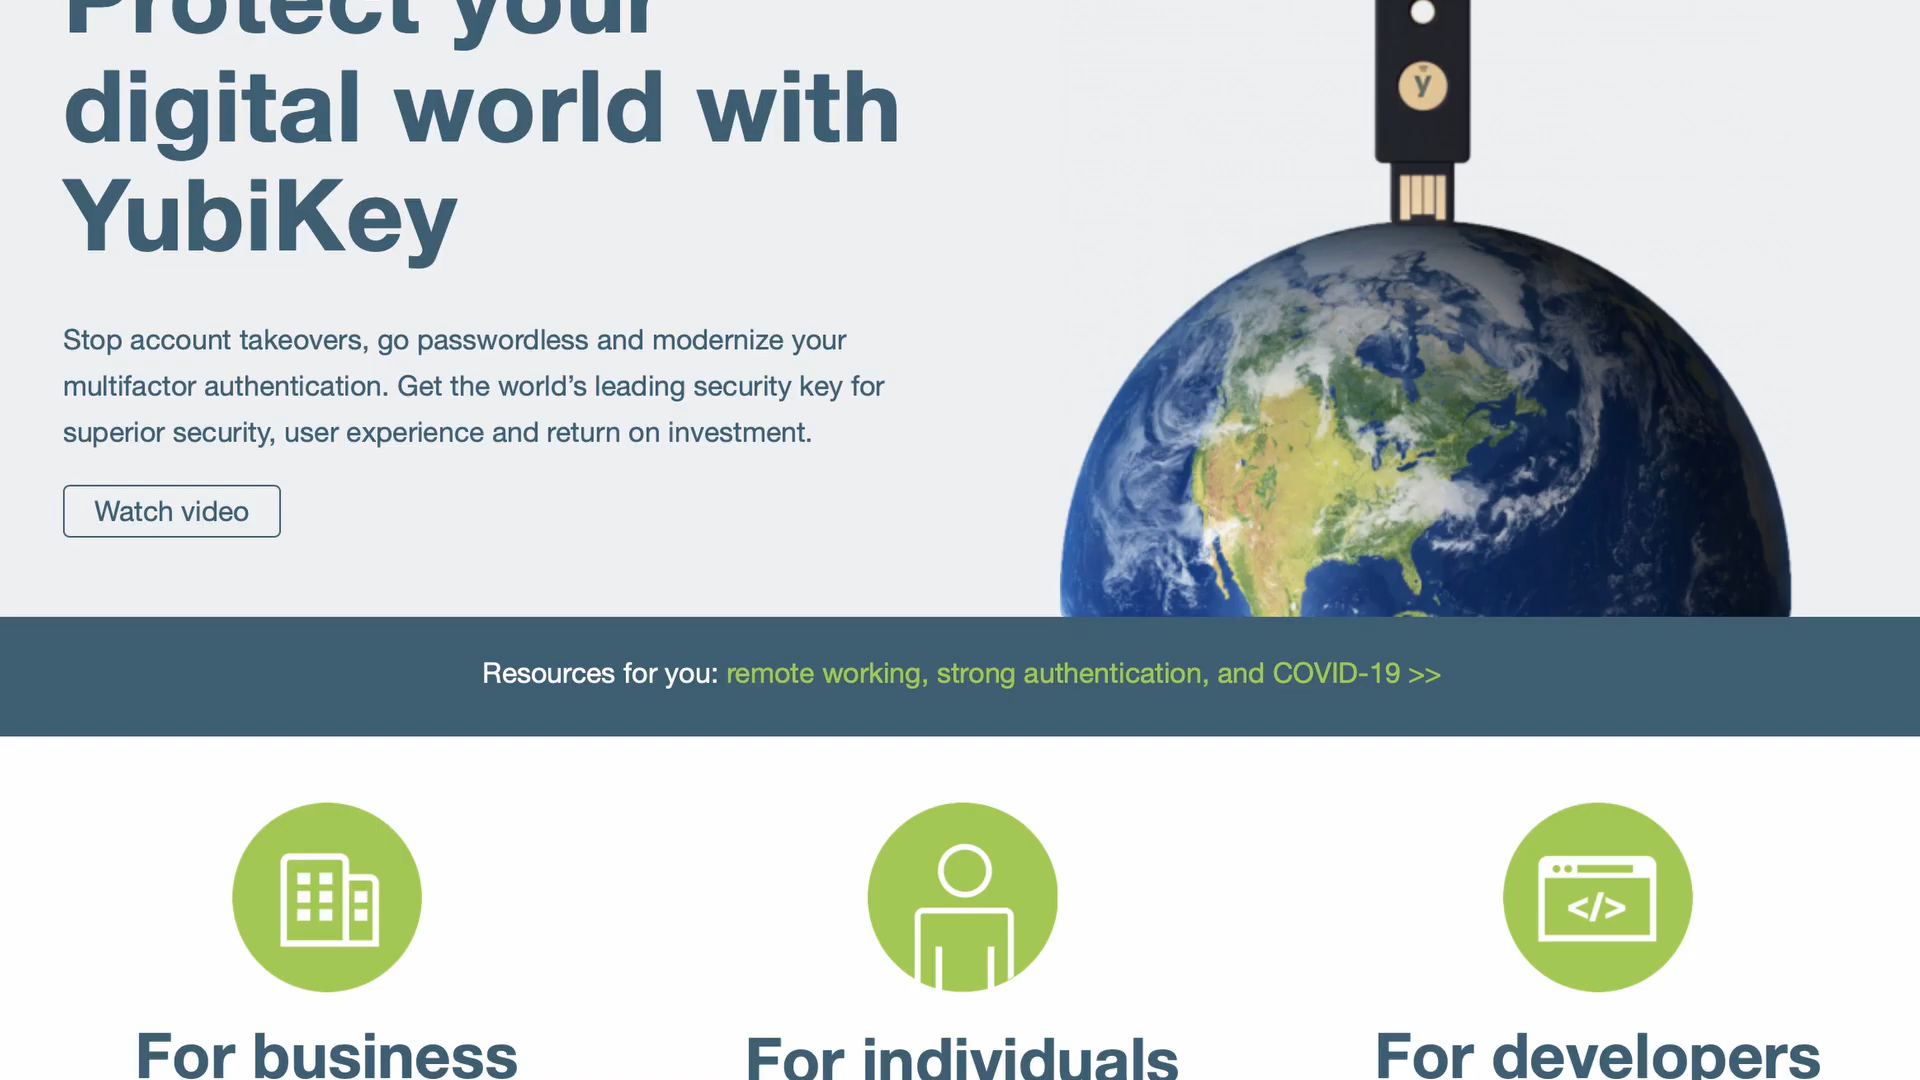 Protect your
digital world with
YubiKey
y
Stop account takeovers, go passwordless and modernize your
multifactor authentication. Get the world’s leading security key for
superior security, user experience and return on investment.
Watch video
Resources for you: remote working, strong authentication, and COVID-19 >>
</>
For business
For individuals
For developers